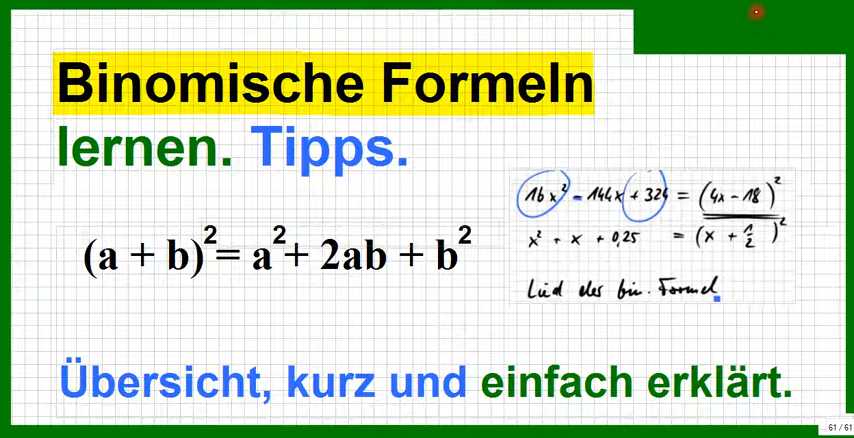 Binomische Formeln
lernen. Tipps.
(a + b)²= a²+ 2ab + b²
16x² - 144x + 324 = (4x - 18)²
x² + x + 0,25 = (x + 1/2)²
Lied der bin. Formel
Übersicht, kurz und einfach erklärt.
... 61 / 61